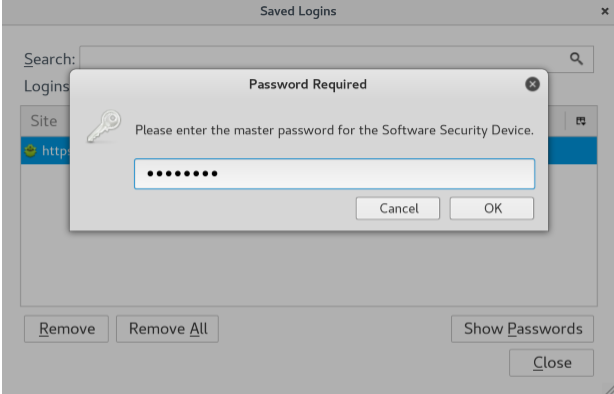 Saved Logins
Search:
Logins
Password Required
Please enter the master password for the Software Security Device.
••••••••
Cancel
OK
Site
https
Remove
Remove All
Show Passwords
Close